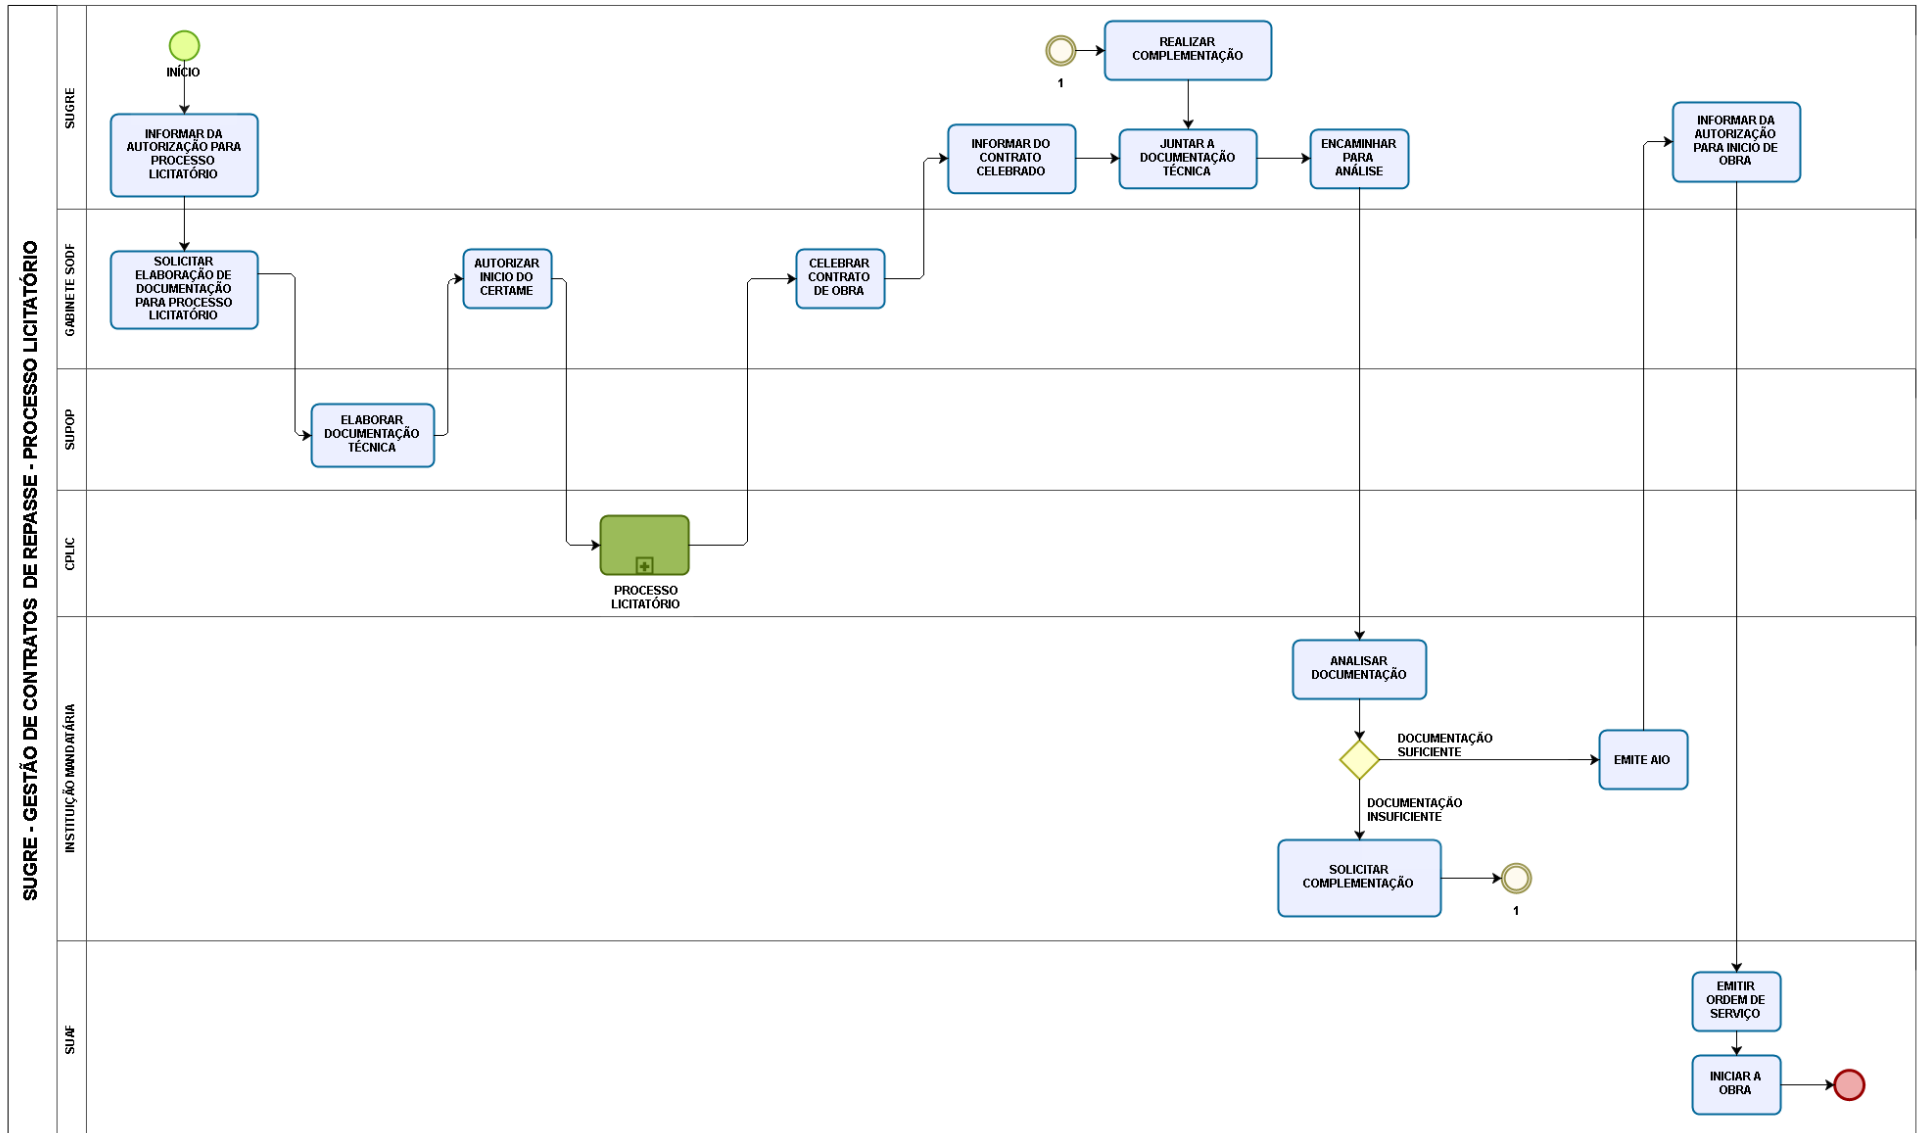 SUGRE - GESTÃO DE CONTRATOS  DE REPASSE - PROCESSO LICITATÓRIO
SUGRE
INÍCIO
INFORMAR DA
AUTORIZAÇÃO PARA
PROCESSO
LICITATÓRIO
1
REALIZAR
COMPLEMENTAÇÃO
INFORMAR DO
CONTRATO
CELEBRADO
JUNTAR A
DOCUMENTAÇÃO
TÉCNICA
ENCAMINHAR
PARA
ANÁLISE
INFORMAR DA
AUTORIZAÇÃO
PARA INICIO DE
OBRA
GABINETE SODF
SOLICITAR
ELABORAÇÃO DE
DOCUMENTAÇÃO
PARA PROCESSO
LICITATÓRIO
AUTORIZAR
INICIO DO
CERTAME
CELEBRAR
CONTRATO
DE OBRA
SUPOP
ELABORAR
DOCUMENTAÇÃO
TÉCNICA
CPLIC
PROCESSO
LICITATÓRIO
INSTITUIÇÃO MANDATÁRIA
ANALISAR
DOCUMENTAÇÃO
DOCUMENTAÇÃO
SUFICIENTE
EMITE AIO
DOCUMENTAÇÃO
INSUFICIENTE
SOLICITAR
COMPLEMENTAÇÃO
1
SUAF
EMITIR
ORDEM DE
SERVIÇO
INICIAR A
OBRA